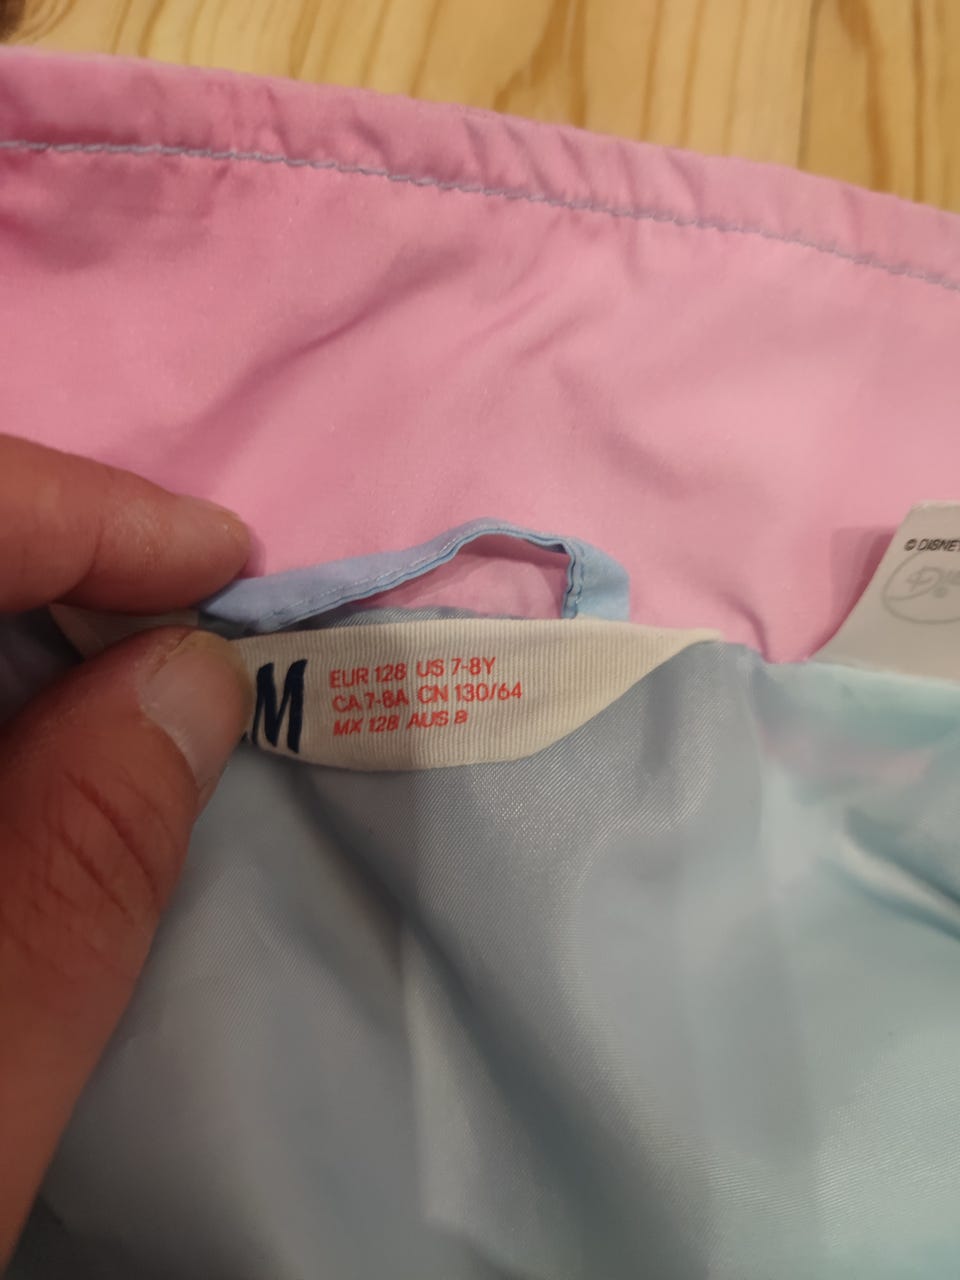 M
EUR 128 US 7-8Y
CA 7-8A CN 130/64
MX 128 AUS 8
© DISNEY